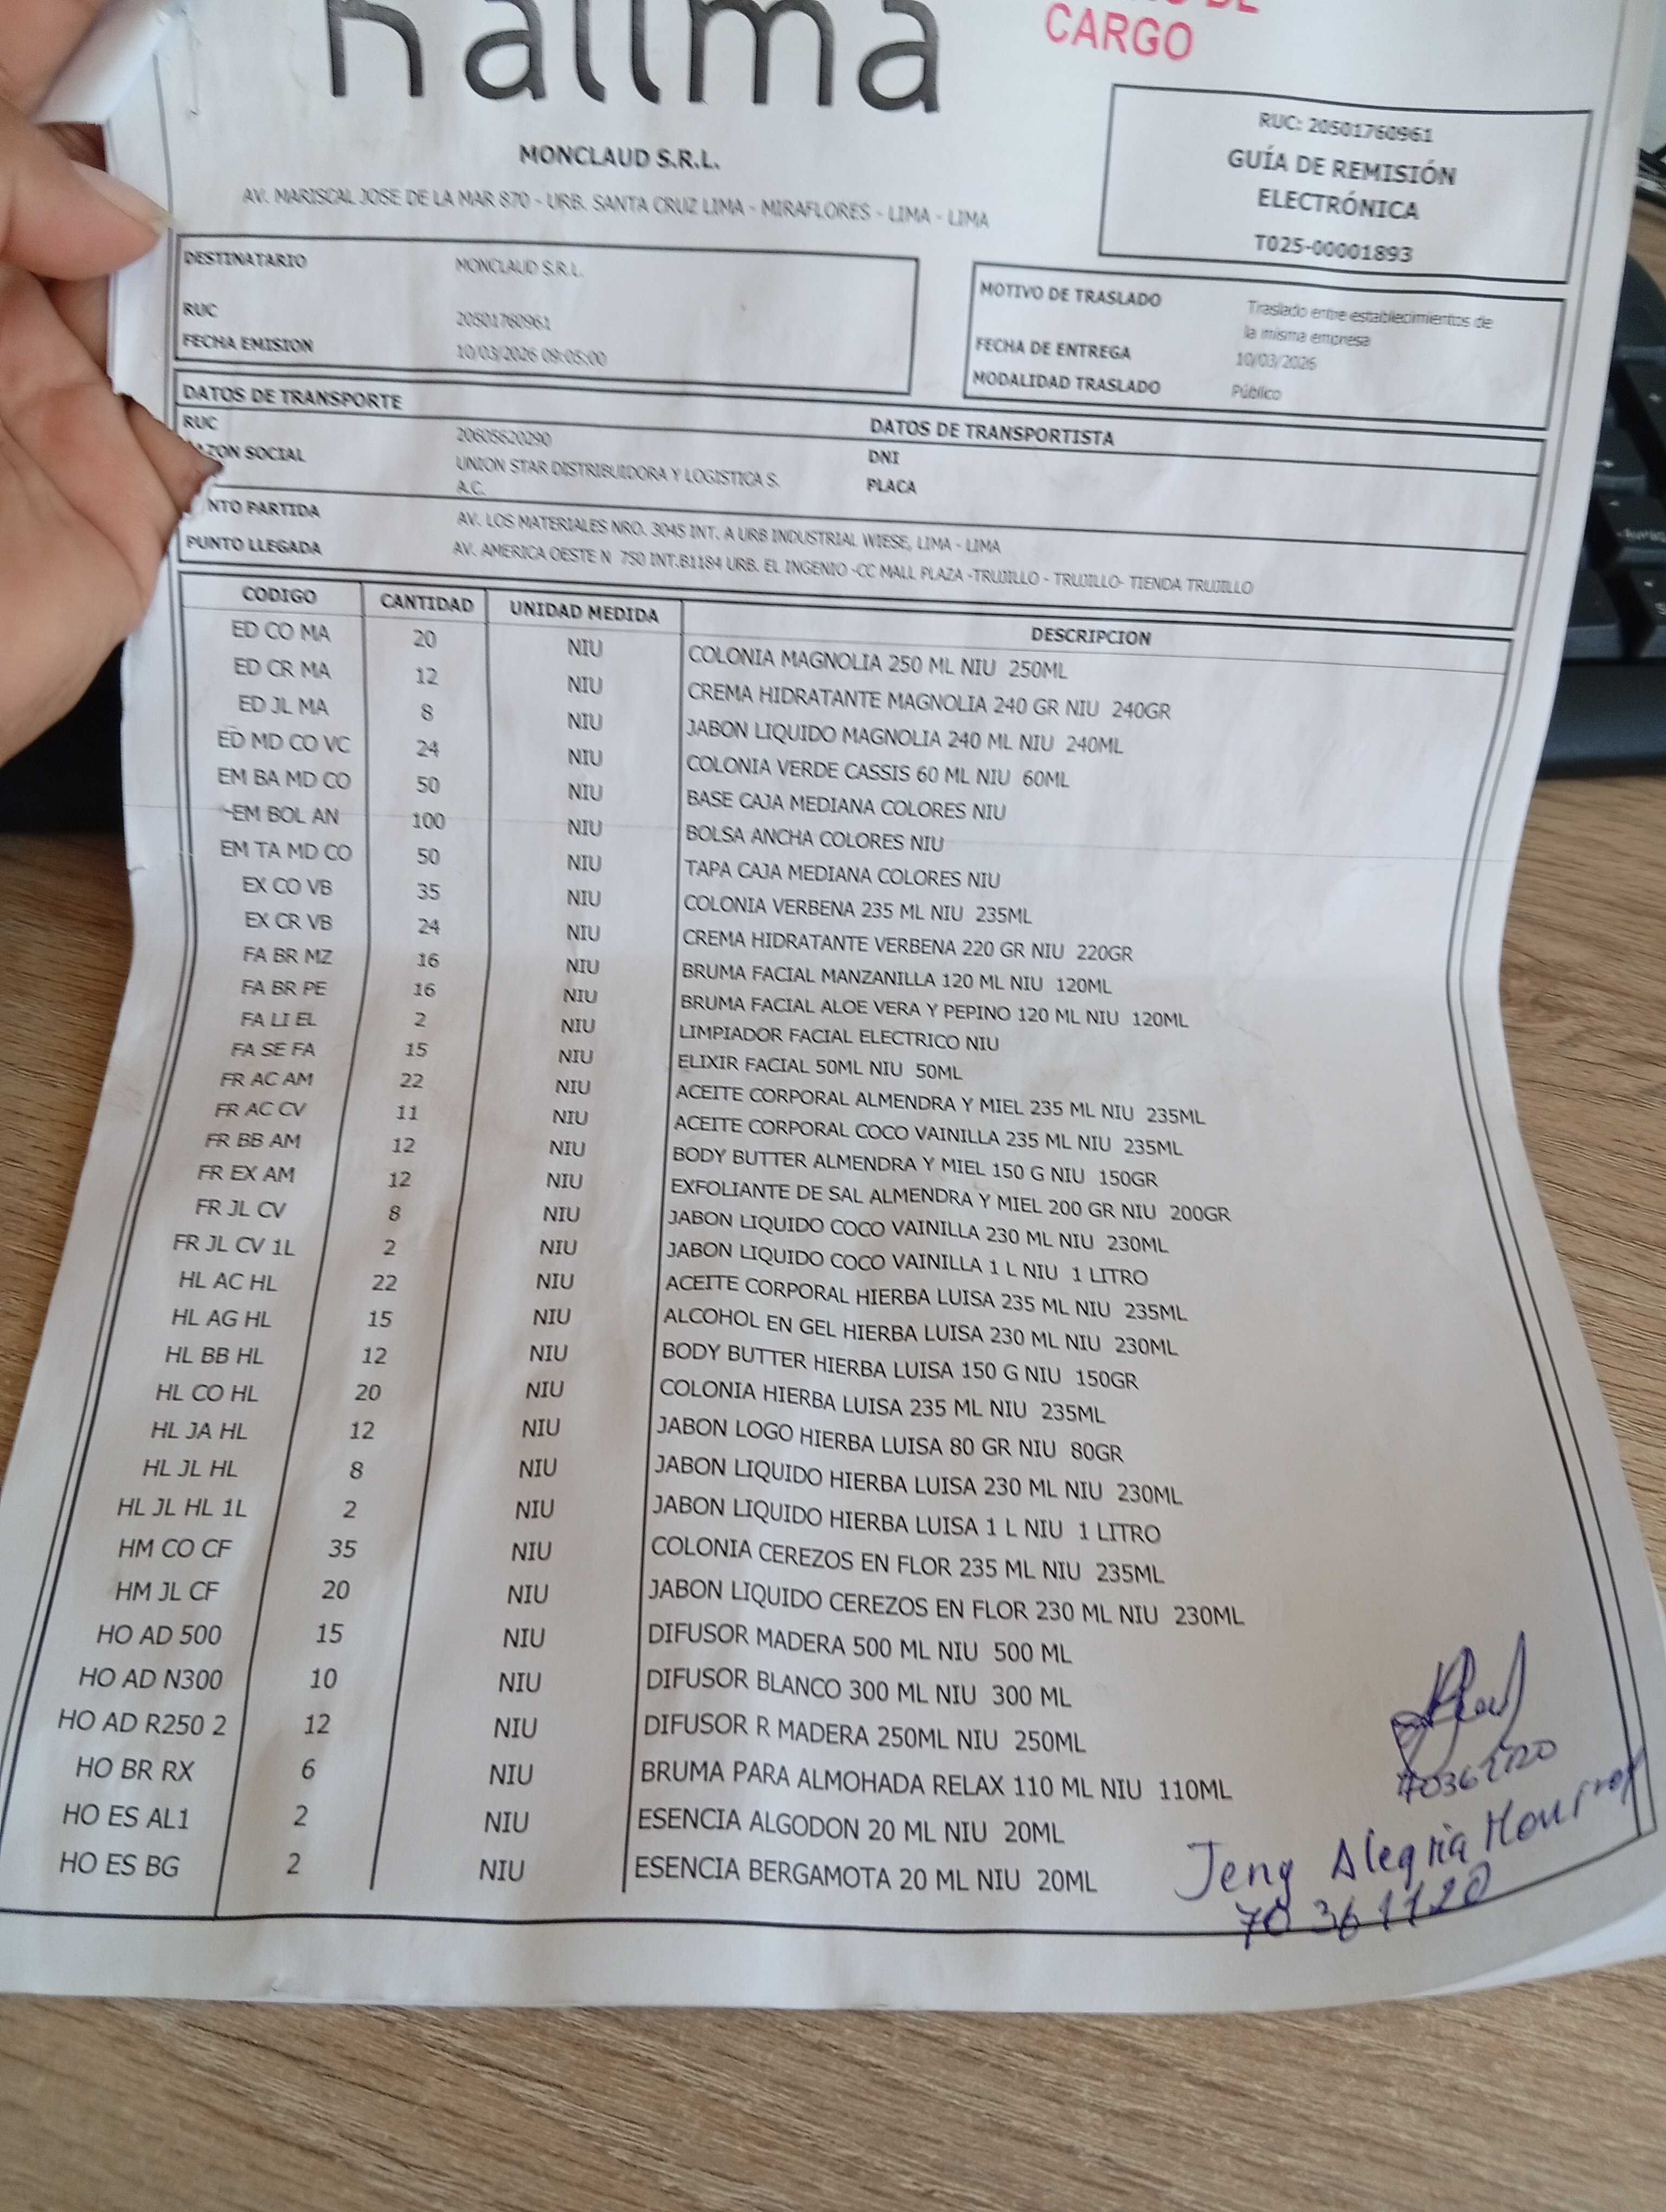 CARGO
RUC: 20501760961
GUÍA DE REMISIÓN
ELECTRÓNICA
T025-00001893
MONCLAUD S.R.L.
AV. MARISCAL JOSE DE LA MAR 870 - URB. SANTA CRUZ LIMA - MIRAFLORES - LIMA - LIMA
DESTINATARIO MONCLAUD S.R.L.
RUC 20501760961
FECHA EMISION 10/03/2026 09:05:00
MOTIVO DE TRASLADO Traslado entre establecimientos de
la misma empresa
FECHA DE ENTREGA 10/03/2026
MODALIDAD TRASLADO Público
DATOS DE TRANSPORTE
RUC 20605620290
AZON SOCIAL UNION STAR DISTRIBUIDORA Y LOGISTICA S.
A.C.
DATOS DE TRANSPORTISTA
DNI
PLACA
NTO PARTIDA AV. LOS MATERIALES NRO. 3045 INT. A URB INDUSTRIAL WIESE, LIMA - LIMA
PUNTO LLEGADA AV. AMERICA OESTE N 750 INT.B1184 URB. EL INGENIO -CC MALL PLAZA -TRUJILLO - TRUJILLO- TIENDA TRUJILLO
CODIGO CANTIDAD UNIDAD MEDIDA DESCRIPCION
ED CO MA 20 NIU COLONIA MAGNOLIA 250 ML NIU 250ML
ED CR MA 12 NIU CREMA HIDRATANTE MAGNOLIA 240 GR NIU 240GR
ED JL MA 8 NIU JABON LIQUIDO MAGNOLIA 240 ML NIU 240ML
ED MD CO VC 24 NIU COLONIA VERDE CASSIS 60 ML NIU 60ML
EM BA MD CO 50 NIU BASE CAJA MEDIANA COLORES NIU
EM BOL AN 100 NIU BOLSA ANCHA COLORES NIU
EM TA MD CO 50 NIU TAPA CAJA MEDIANA COLORES NIU
EX CO VB 35 NIU COLONIA VERBENA 235 ML NIU 235ML
EX CR VB 24 NIU CREMA HIDRATANTE VERBENA 220 GR NIU 220GR
FA BR MZ 16 NIU BRUMA FACIAL MANZANILLA 120 ML NIU 120ML
FA BR PE 16 NIU BRUMA FACIAL ALOE VERA Y PEPINO 120 ML NIU 120ML
FA LI EL 2 NIU LIMPIADOR FACIAL ELECTRICO NIU
FA SE FA 15 NIU ELIXIR FACIAL 50ML NIU 50ML
FR AC AM 22 NIU ACEITE CORPORAL ALMENDRA Y MIEL 235 ML NIU 235ML
FR AC CV 11 NIU ACEITE CORPORAL COCO VAINILLA 235 ML NIU 235ML
FR BB AM 12 NIU BODY BUTTER ALMENDRA Y MIEL 150 G NIU 150GR
FR EX AM 12 NIU EXFOLIANTE DE SAL ALMENDRA Y MIEL 200 GR NIU 200GR
FR JL CV 8 NIU JABON LIQUIDO COCO VAINILLA 230 ML NIU 230ML
FR JL CV 1L 2 NIU JABON LIQUIDO COCO VAINILLA 1 L NIU 1 LITRO
HL AC HL 22 NIU ACEITE CORPORAL HIERBA LUISA 235 ML NIU 235ML
HL AG HL 15 NIU ALCOHOL EN GEL HIERBA LUISA 230 ML NIU 230ML
HL BB HL 12 NIU BODY BUTTER HIERBA LUISA 150 G NIU 150GR
HL CO HL 20 NIU COLONIA HIERBA LUISA 235 ML NIU 235ML
HL JA HL 12 NIU JABON LOGO HIERBA LUISA 80 GR NIU 80GR
HL JL HL 8 NIU JABON LIQUIDO HIERBA LUISA 230 ML NIU 230ML
HL JL HL 1L 2 NIU JABON LIQUIDO HIERBA LUISA 1 L NIU 1 LITRO
HM CO CF 35 NIU COLONIA CEREZOS EN FLOR 235 ML NIU 235ML
HM JL CF 20 NIU JABON LIQUIDO CEREZOS EN FLOR 230 ML NIU 230ML
HO AD 500 15 NIU DIFUSOR MADERA 500 ML NIU 500 ML
HO AD N300 10 NIU DIFUSOR BLANCO 300 ML NIU 300 ML
HO AD R250 2 12 NIU DIFUSOR R MADERA 250ML NIU 250ML
HO BR RX 6 NIU BRUMA PARA ALMOHADA RELAX 110 ML NIU 110ML
HO ES AL1 2 NIU ESENCIA ALGODON 20 ML NIU 20ML
HO ES BG 2 NIU ESENCIA BERGAMOTA 20 ML NIU 20ML
Jeny Alegria
70361120